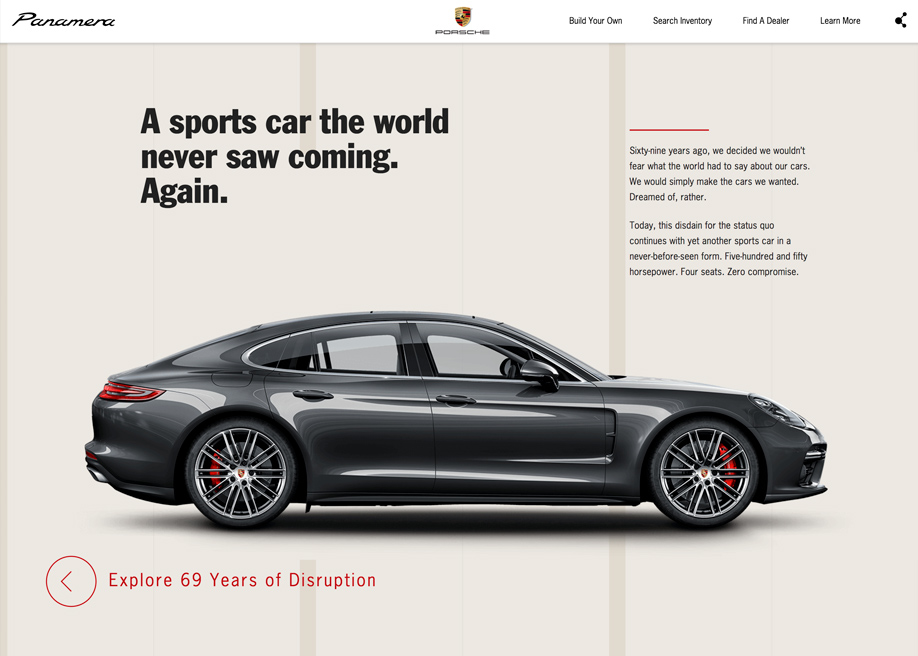 Panamera
PORSCHE
Build Your Own
Search Inventory
Find A Dealer
Learn More
A sports car the world
never saw coming.
Again.
Sixty-nine years ago, we decided we wouldn't
fear what the world had to say about our cars.
We would simply make the cars we wanted.
Dreamed of, rather.
Today, this disdain for the status quo
continues with yet another sports car in a
never-before-seen form. Five-hundred and fifty
horsepower. Four seats. Zero compromise.
Explore 69 Years of Disruption